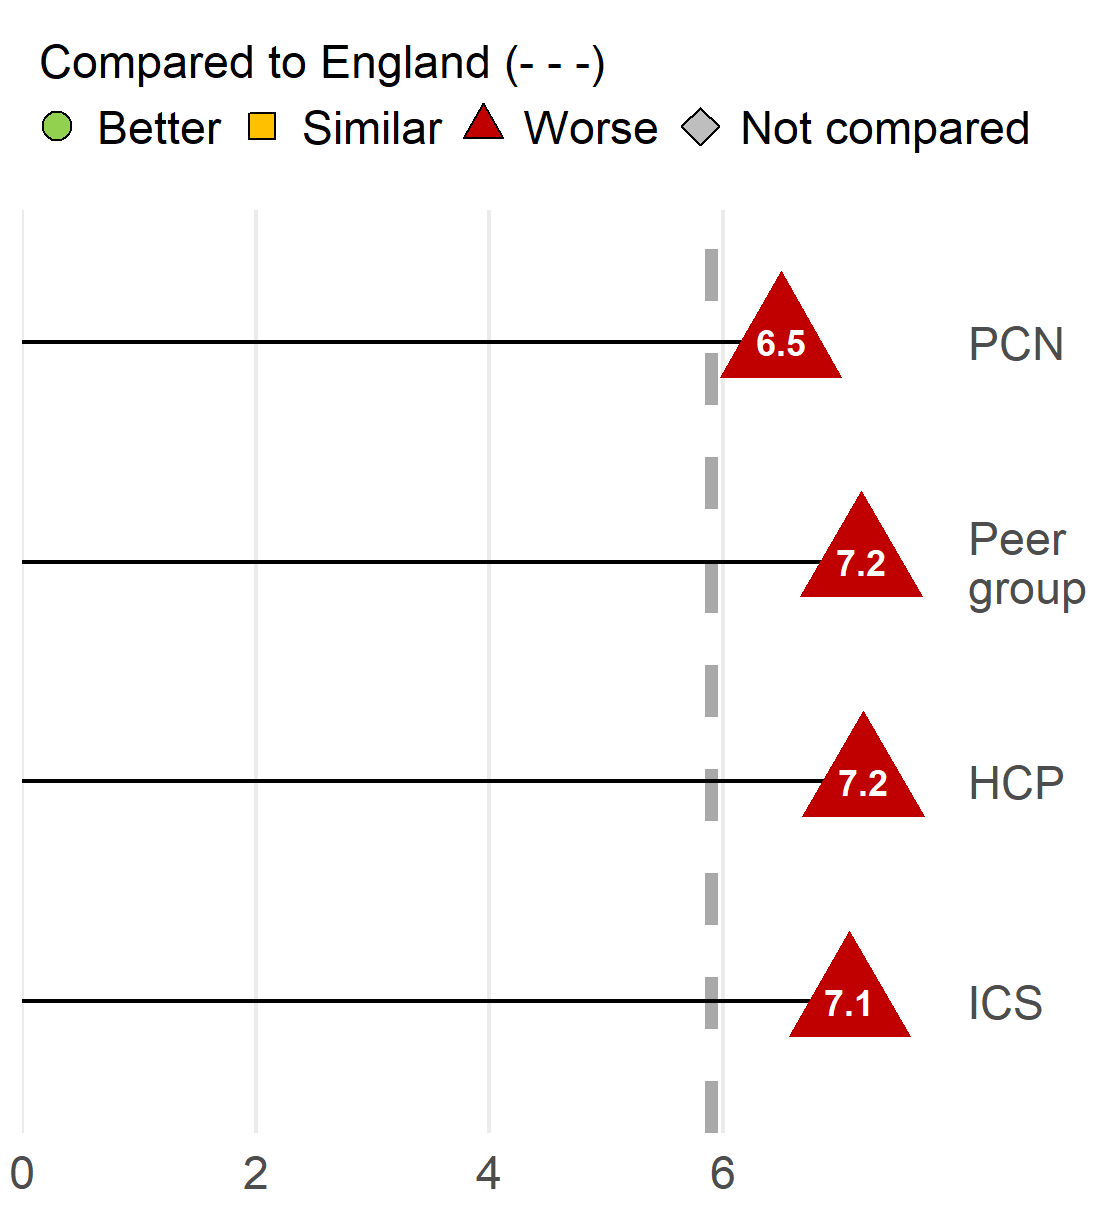 Compared to England (- - -)
Better Similar Worse Not compared
6.5 PCN
7.2 Peer
group
7.2 HCP
7.1 ICS
0 2 4 6